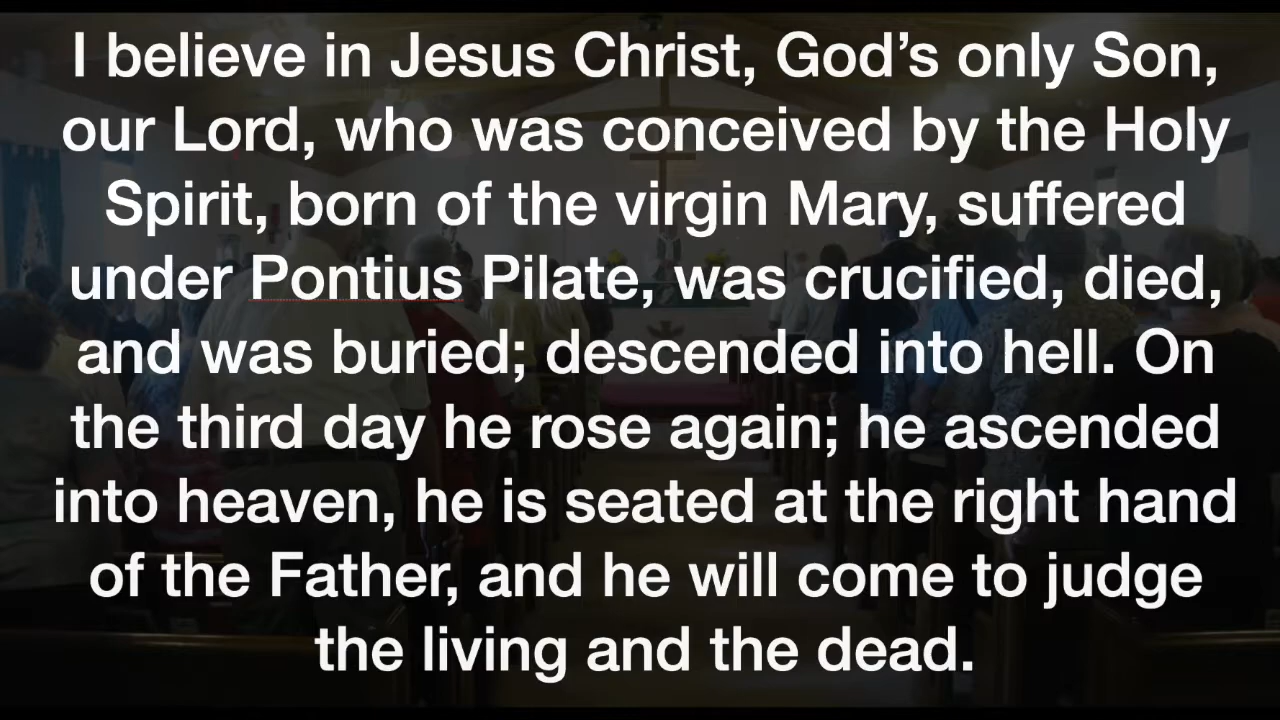 I believe in Jesus Christ, God’s only Son,
our Lord, who was conceived by the Holy
Spirit, born of the virgin Mary, suffered
under Pontius Pilate, was crucified, died,
and was buried; descended into hell. On
the third day he rose again; he ascended
into heaven, he is seated at the right hand
of the Father, and he will come to judge
the living and the dead.